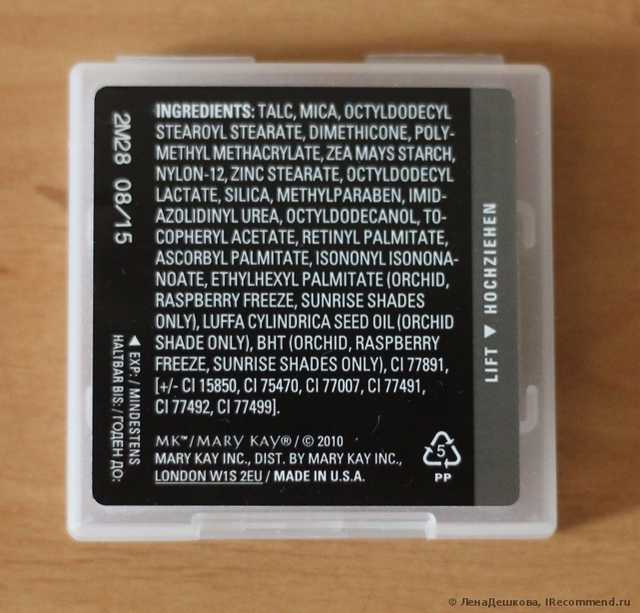 INGREDIENTS: TALC, MICA, OCTYLDODECYL
STEAROYL STEARATE, DIMETHICONE, POLY-
METHYL METHACRYLATE, ZEA MAYS STARCH,
NYLON-12, ZINC STEARATE, OCTYLDODECYL
LACTATE, SILICA, METHYLPARABEN, IMID-
AZOLIDINYL UREA, OCTYLDODECANOL, TO-
COPHERYL ACETATE, RETINYL PALMITATE,
ASCORBYL PALMITATE, ISONONYL ISONONA-
NOATE, ETHYLHEXYL PALMITATE (ORCHID,
RASPBERRY FREEZE, SUNRISE SHADES
ONLY), LUFFA CYLINDRICA SEED OIL (ORCHID
SHADE ONLY), BHT (ORCHID, RASPBERRY
FREEZE, SUNRISE SHADES ONLY), CI 77891,
[+/- CI 15850, CI 75470, CI 77007, CI 77491,
CI 77492, CI 77499].
MK™/MARY KAY®/© 2010
MARY KAY INC., DIST. BY MARY KAY INC.,
LONDON W1S 2EU / MADE IN U.S.A.
5
PP
2M28 08/15
◀ EXP: / MINDESTENS
HALTBAR BIS: / ГОДЕН ДО:
LIFT ▼ HOCHZIEHEN
© ЛенаДешкова, IRecommend.ru